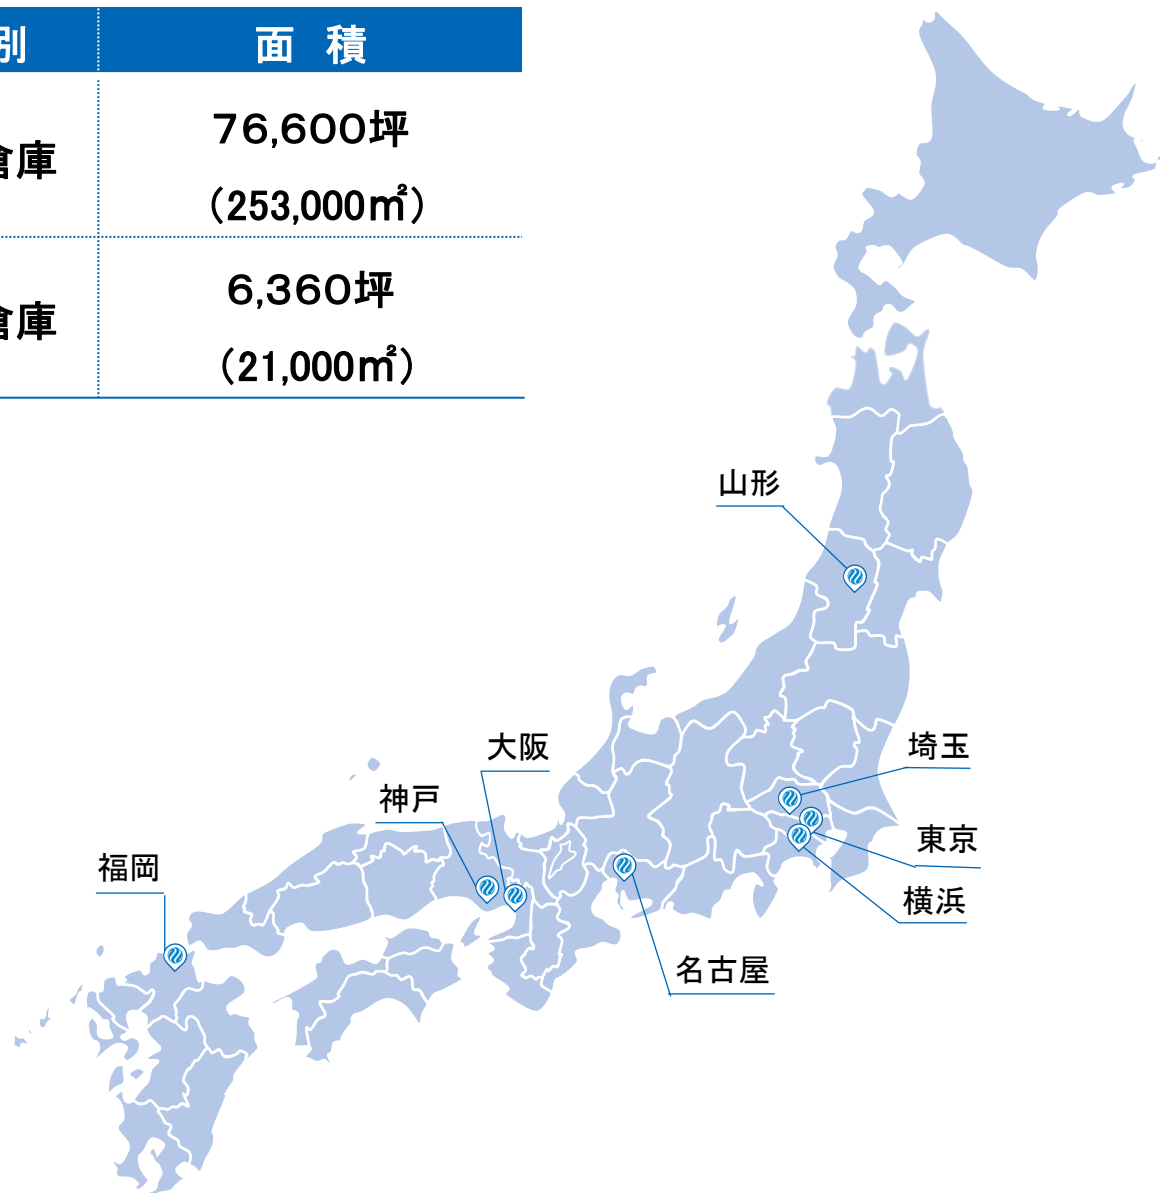 別 面 積
76,600坪
倉庫
(253,000㎡)
6,360坪
倉庫
(21,000㎡)
山形
大阪
埼玉
神戸
東京
福岡
横浜
名古屋